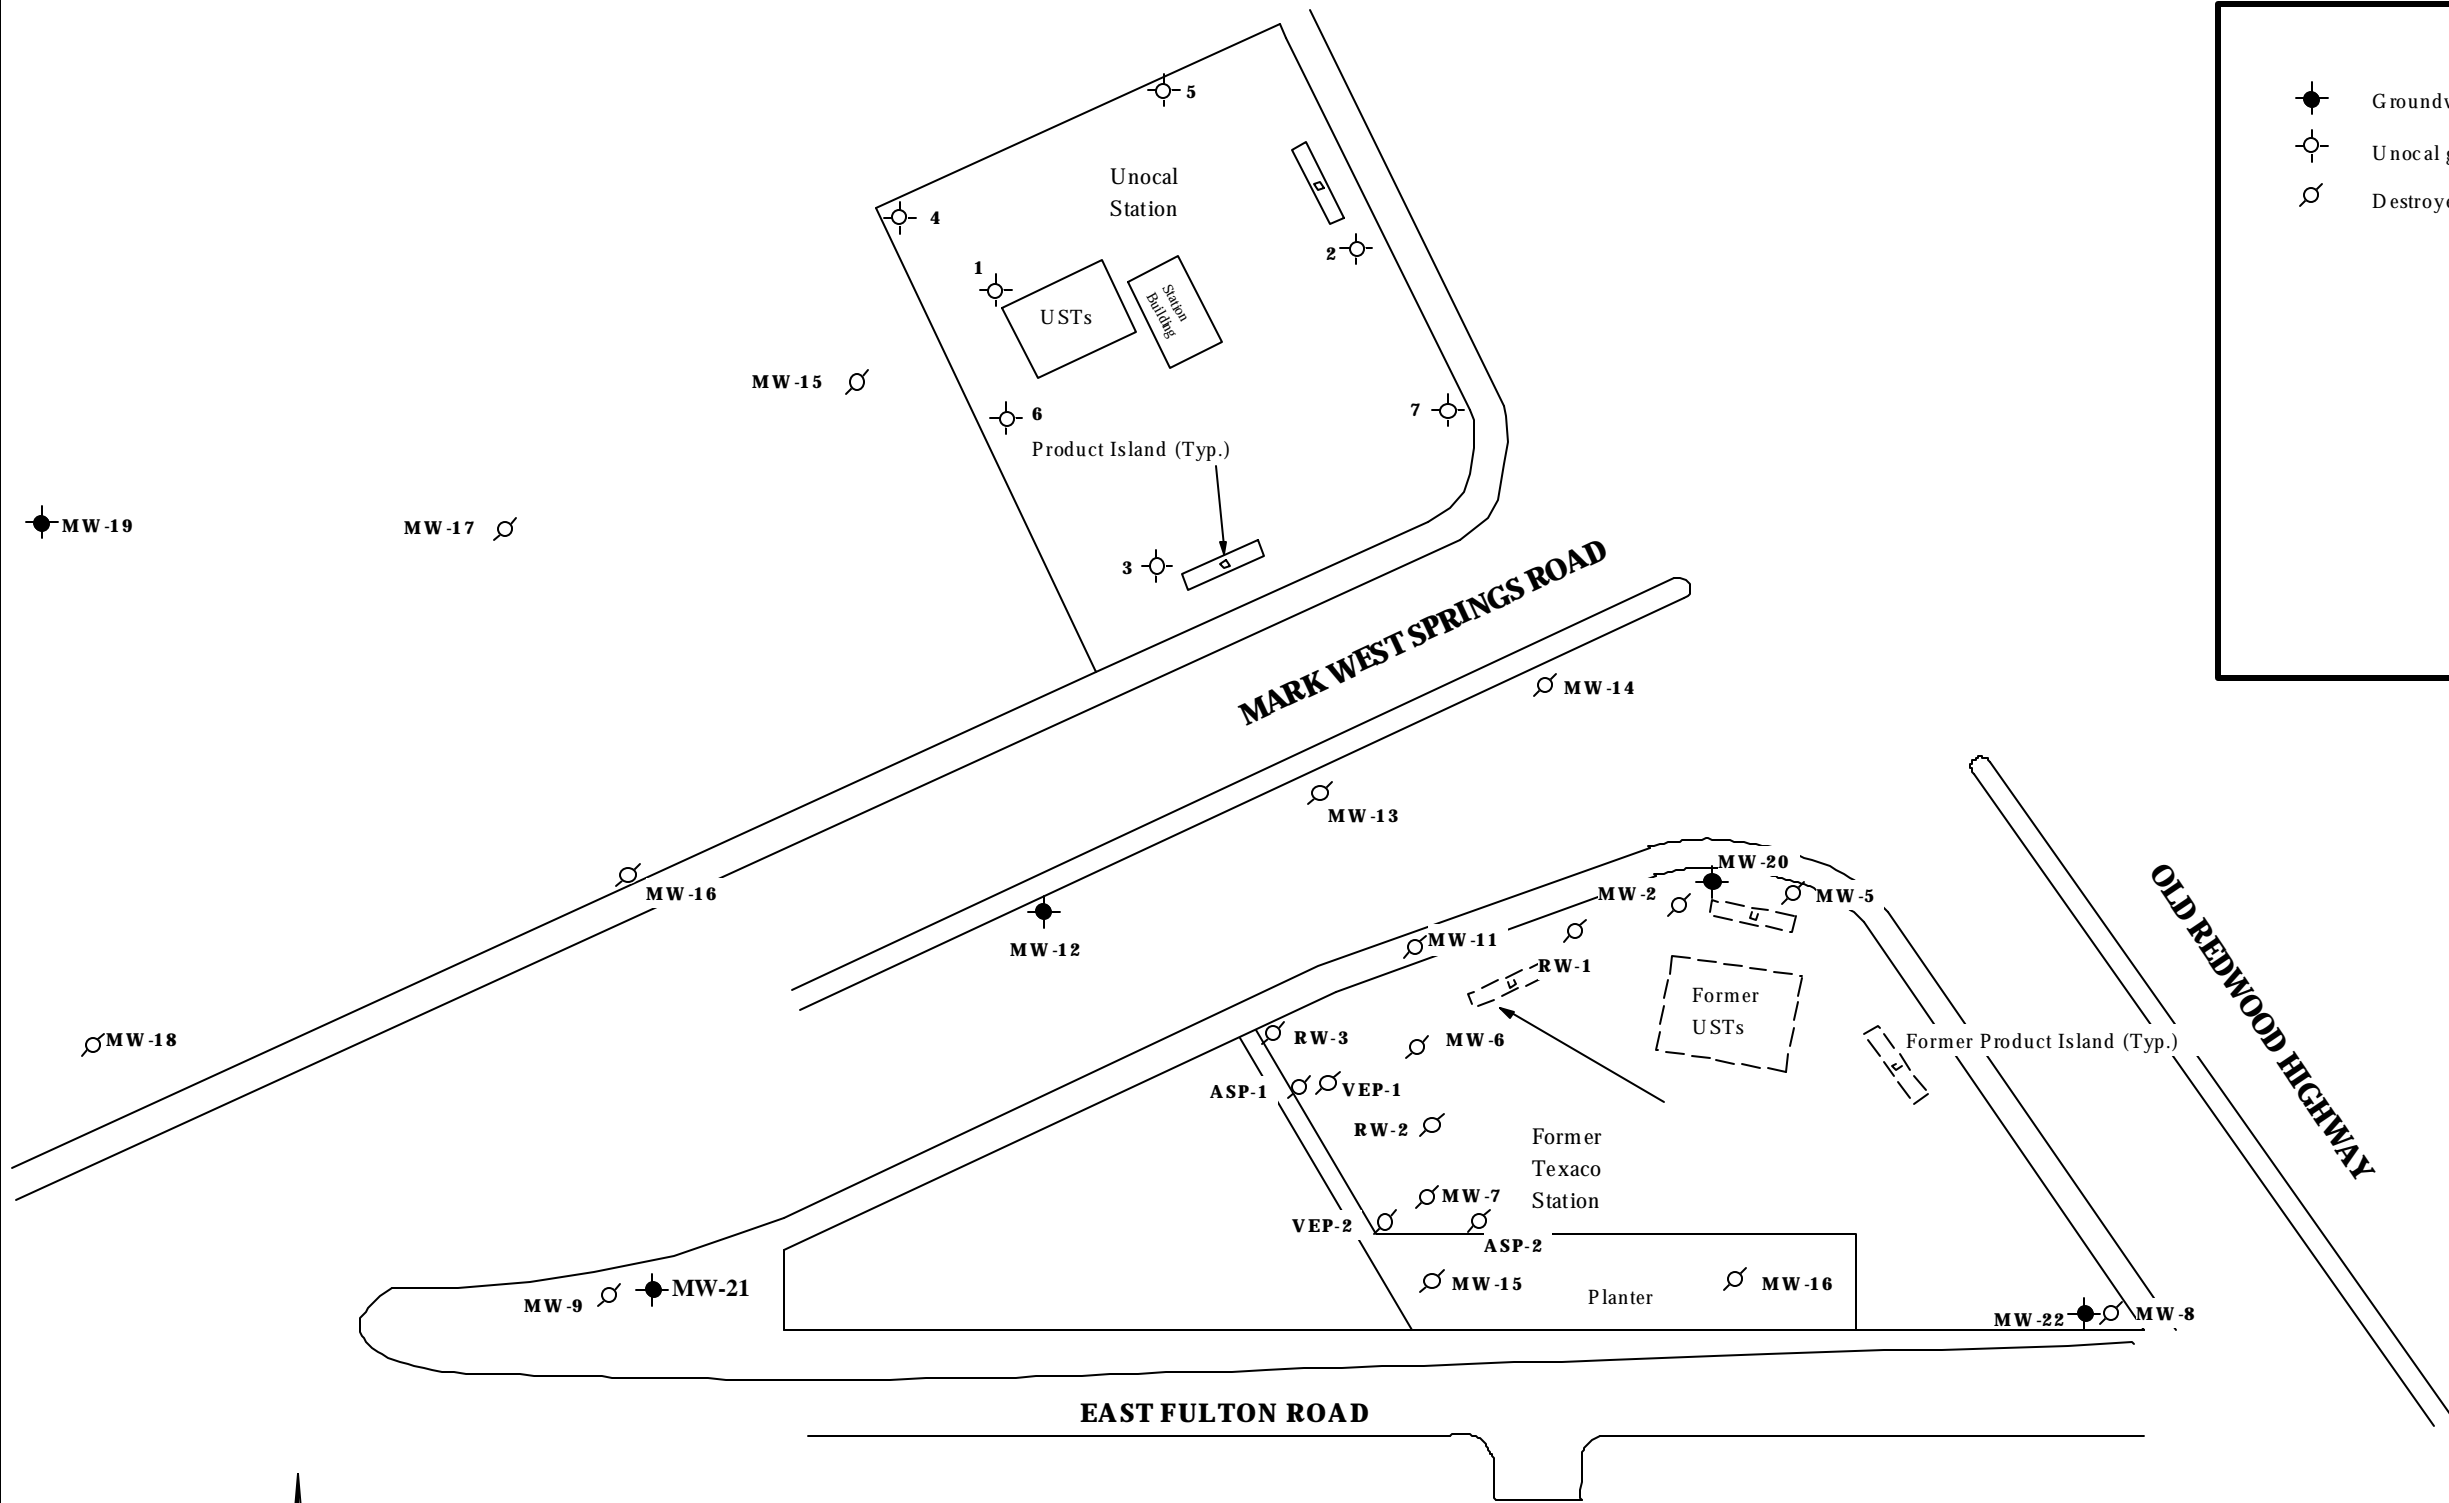 5
Unocal
Station
4
2
1
USTs
Station
Building
MW-15
6
7
Product Island (Typ.)
MW-19
MW-17
3
MARK WEST SPRINGS ROAD
MW-14
MW-13
MW-16
MW-12
MW-18
MW-20
MW-2
MW-5
MW-11
RW-1
Former
USTs
RW-3
MW-6
Former Product Island (Typ.)
OLD REDWOOD HIGHWAY
ASP-1
VEP-1
RW-2
Former
Texaco
Station
MW-7
VEP-2
ASP-2
MW-15
MW-16
Planter
MW-9
MW-21
MW-22
MW-8
EAST FULTON ROAD
Unocal